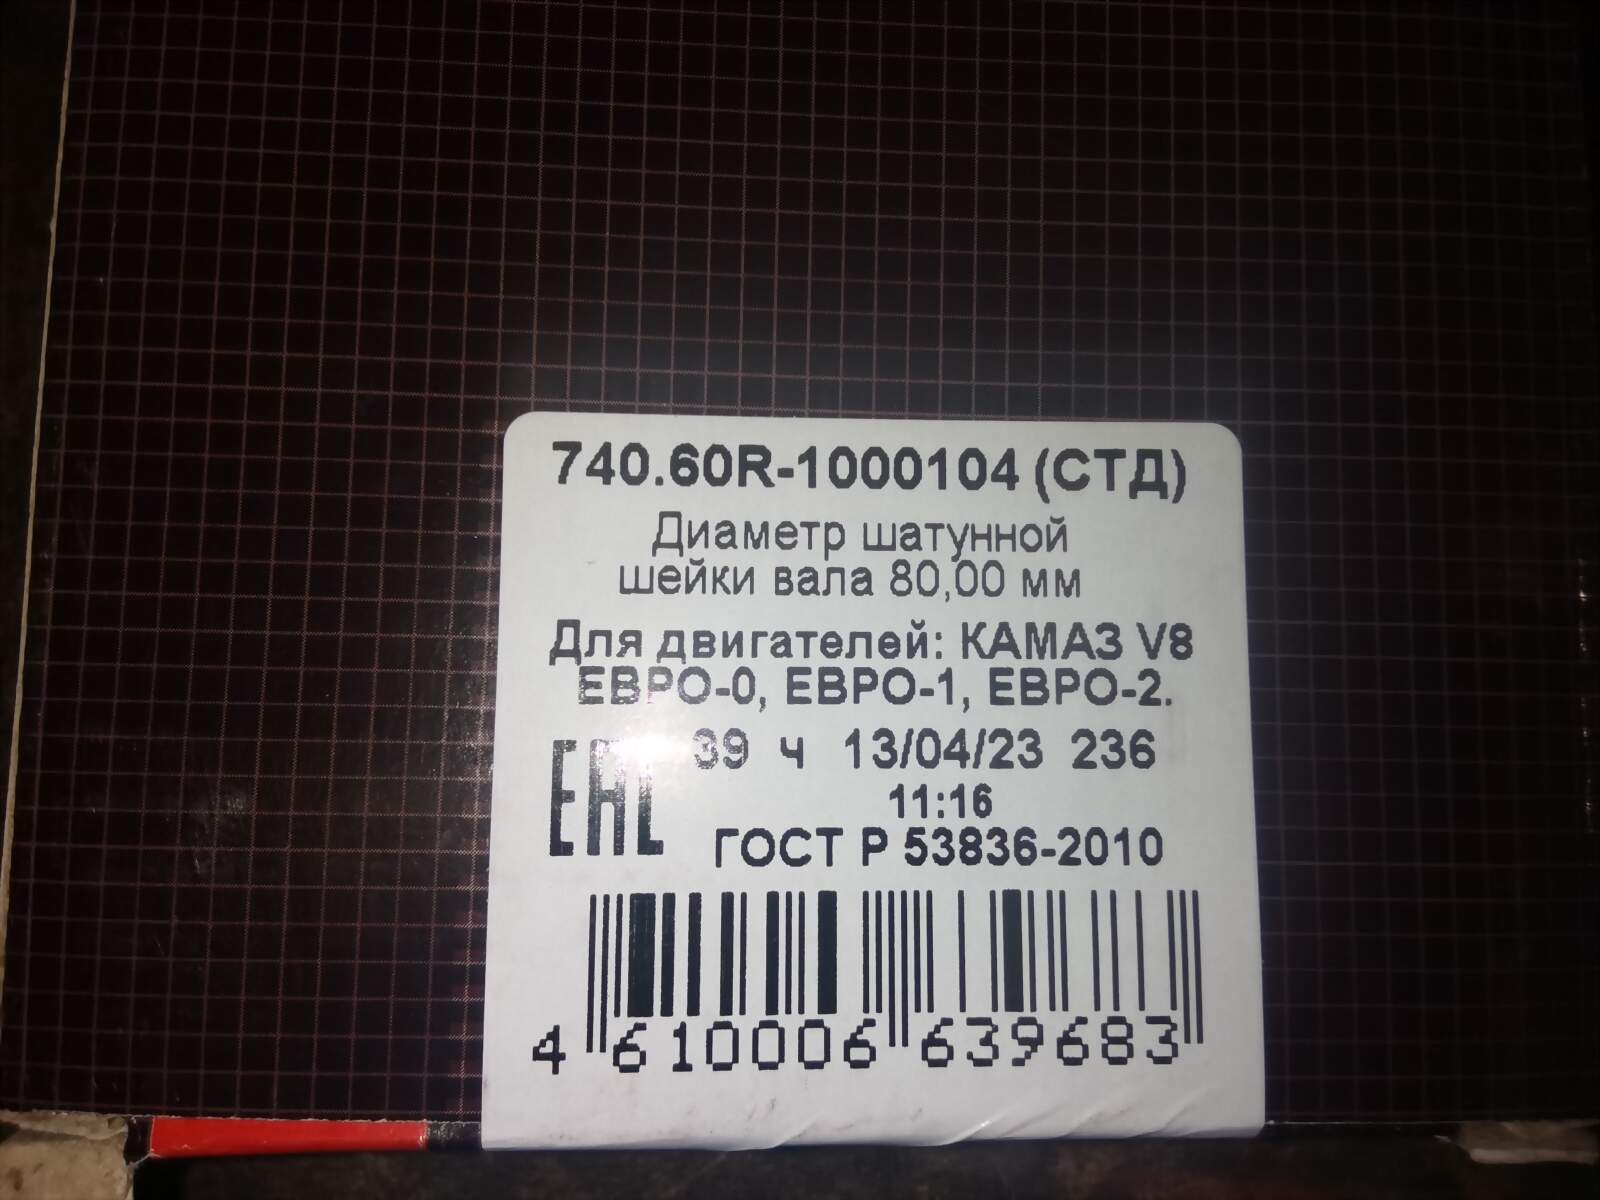 740.60R-1000104 (СТД)
Диаметр шатунной
шейки вала 80,00 мм
Для двигателей: КАМАЗ V8
ЕВРО-0, ЕВРО-1, ЕВРО-2.
39 ч 13/04/23 236
11:16
ЕАС
ГОСТ Р 53836-2010
4 610006 639683